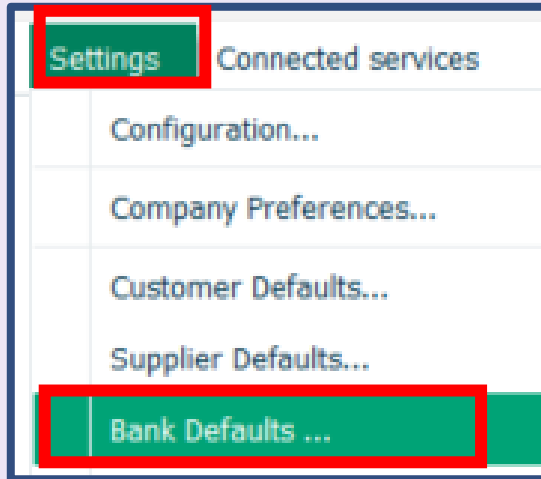 Settings Connected services
Configuration...
Company Preferences...
Customer Defaults...
Supplier Defaults...
Bank Defaults ...